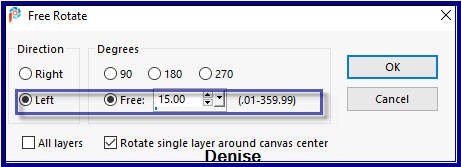 Free Rotate
Direction
Degrees
Right
90
180
270
OK
Left
Free:
15.00
(.01-359.99)
Cancel
All layers
Rotate single layer around canvas center
Denise